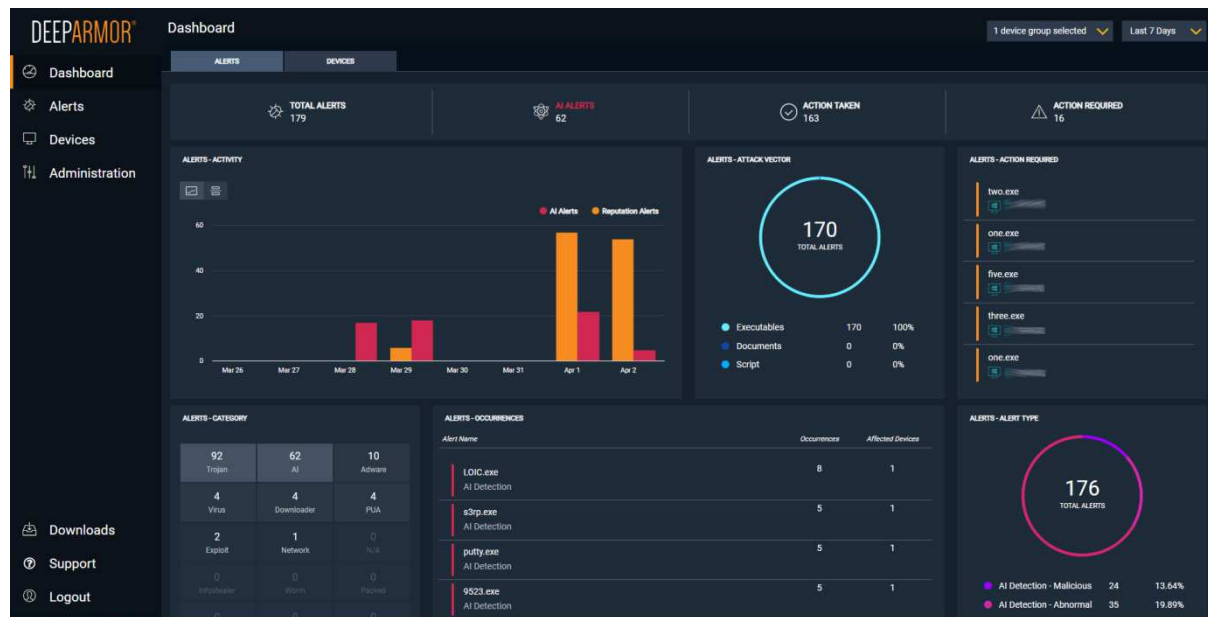 DEEPARMOR®
Dashboard
1 device group selected
Last 7 Days
Dashboard
Alerts
Devices
Administration
Downloads
Support
Logout
ALERTS
DEVICES
TOTAL ALERTS
179
AI ALERTS
62
ACTION TAKEN
163
ACTION REQUIRED
16
ALERTS - ACTIVITY
AI Alerts Reputation Alerts
60
40
20
0
Mar 26 Mar 27 Mar 28 Mar 29 Mar 30 Mar 31 Apr 1 Apr 2
ALERTS - ATTACK VECTOR
170
TOTAL ALERTS
Executables 170 100%
Documents 0 0%
Script 0 0%
ALERTS - ACTION REQUIRED
two.exe
one.exe
five.exe
three.exe
one.exe
ALERTS - CATEGORY
92 62 10
Trojan AI Adware
4 4 4
Virus Downloader PUA
2 1 0
Exploit Network N/A
0 0 0
Infostealer Worm Packed
0 0 0
ALERTS - OCCURRENCES
Alert Name Occurrences Affected Devices
LOIC.exe 8 1
AI Detection
s3rp.exe 5 1
AI Detection
putty.exe 5 1
AI Detection
9523.exe 5 1
AI Detection
ALERTS - ALERT TYPE
176
TOTAL ALERTS
AI Detection - Malicious 24 13.64%
AI Detection - Abnormal 35 19.89%